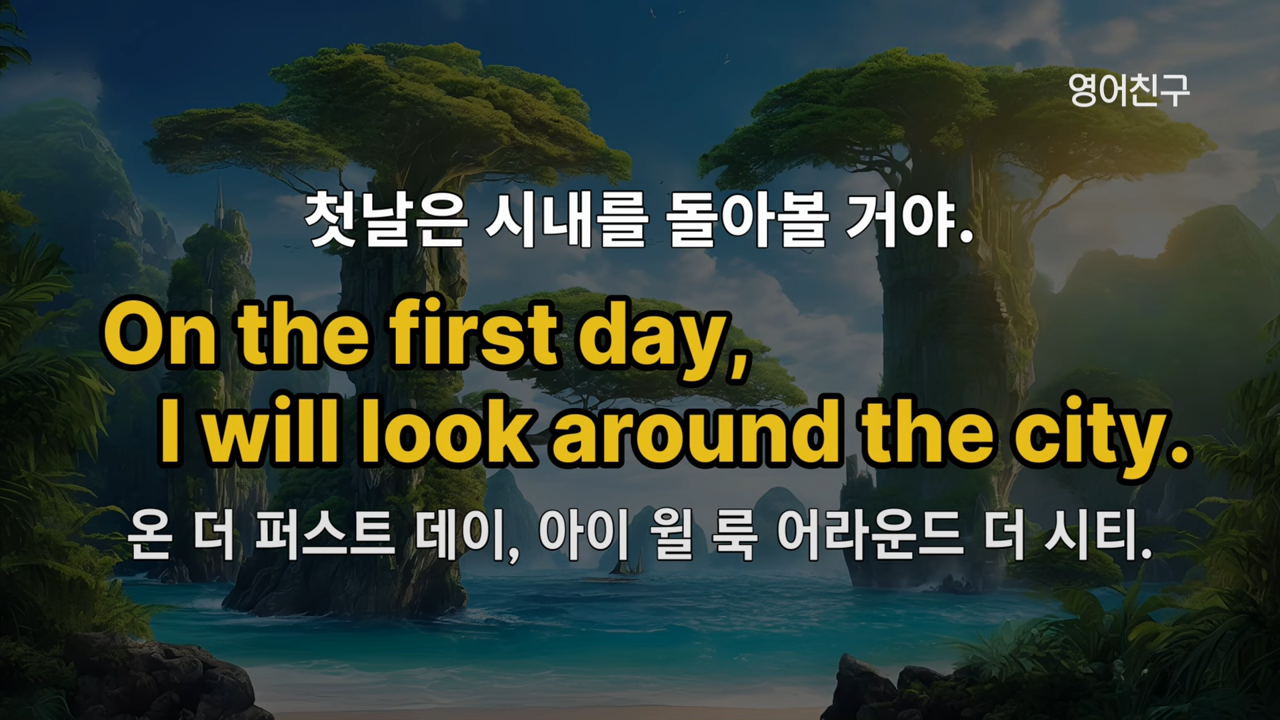 영어친구
첫날은 시내를 돌아볼 거야.
On the first day,
I will look around the city.
온 더 퍼스트 데이, 아이 윌 룩 어라운드 더 시티.